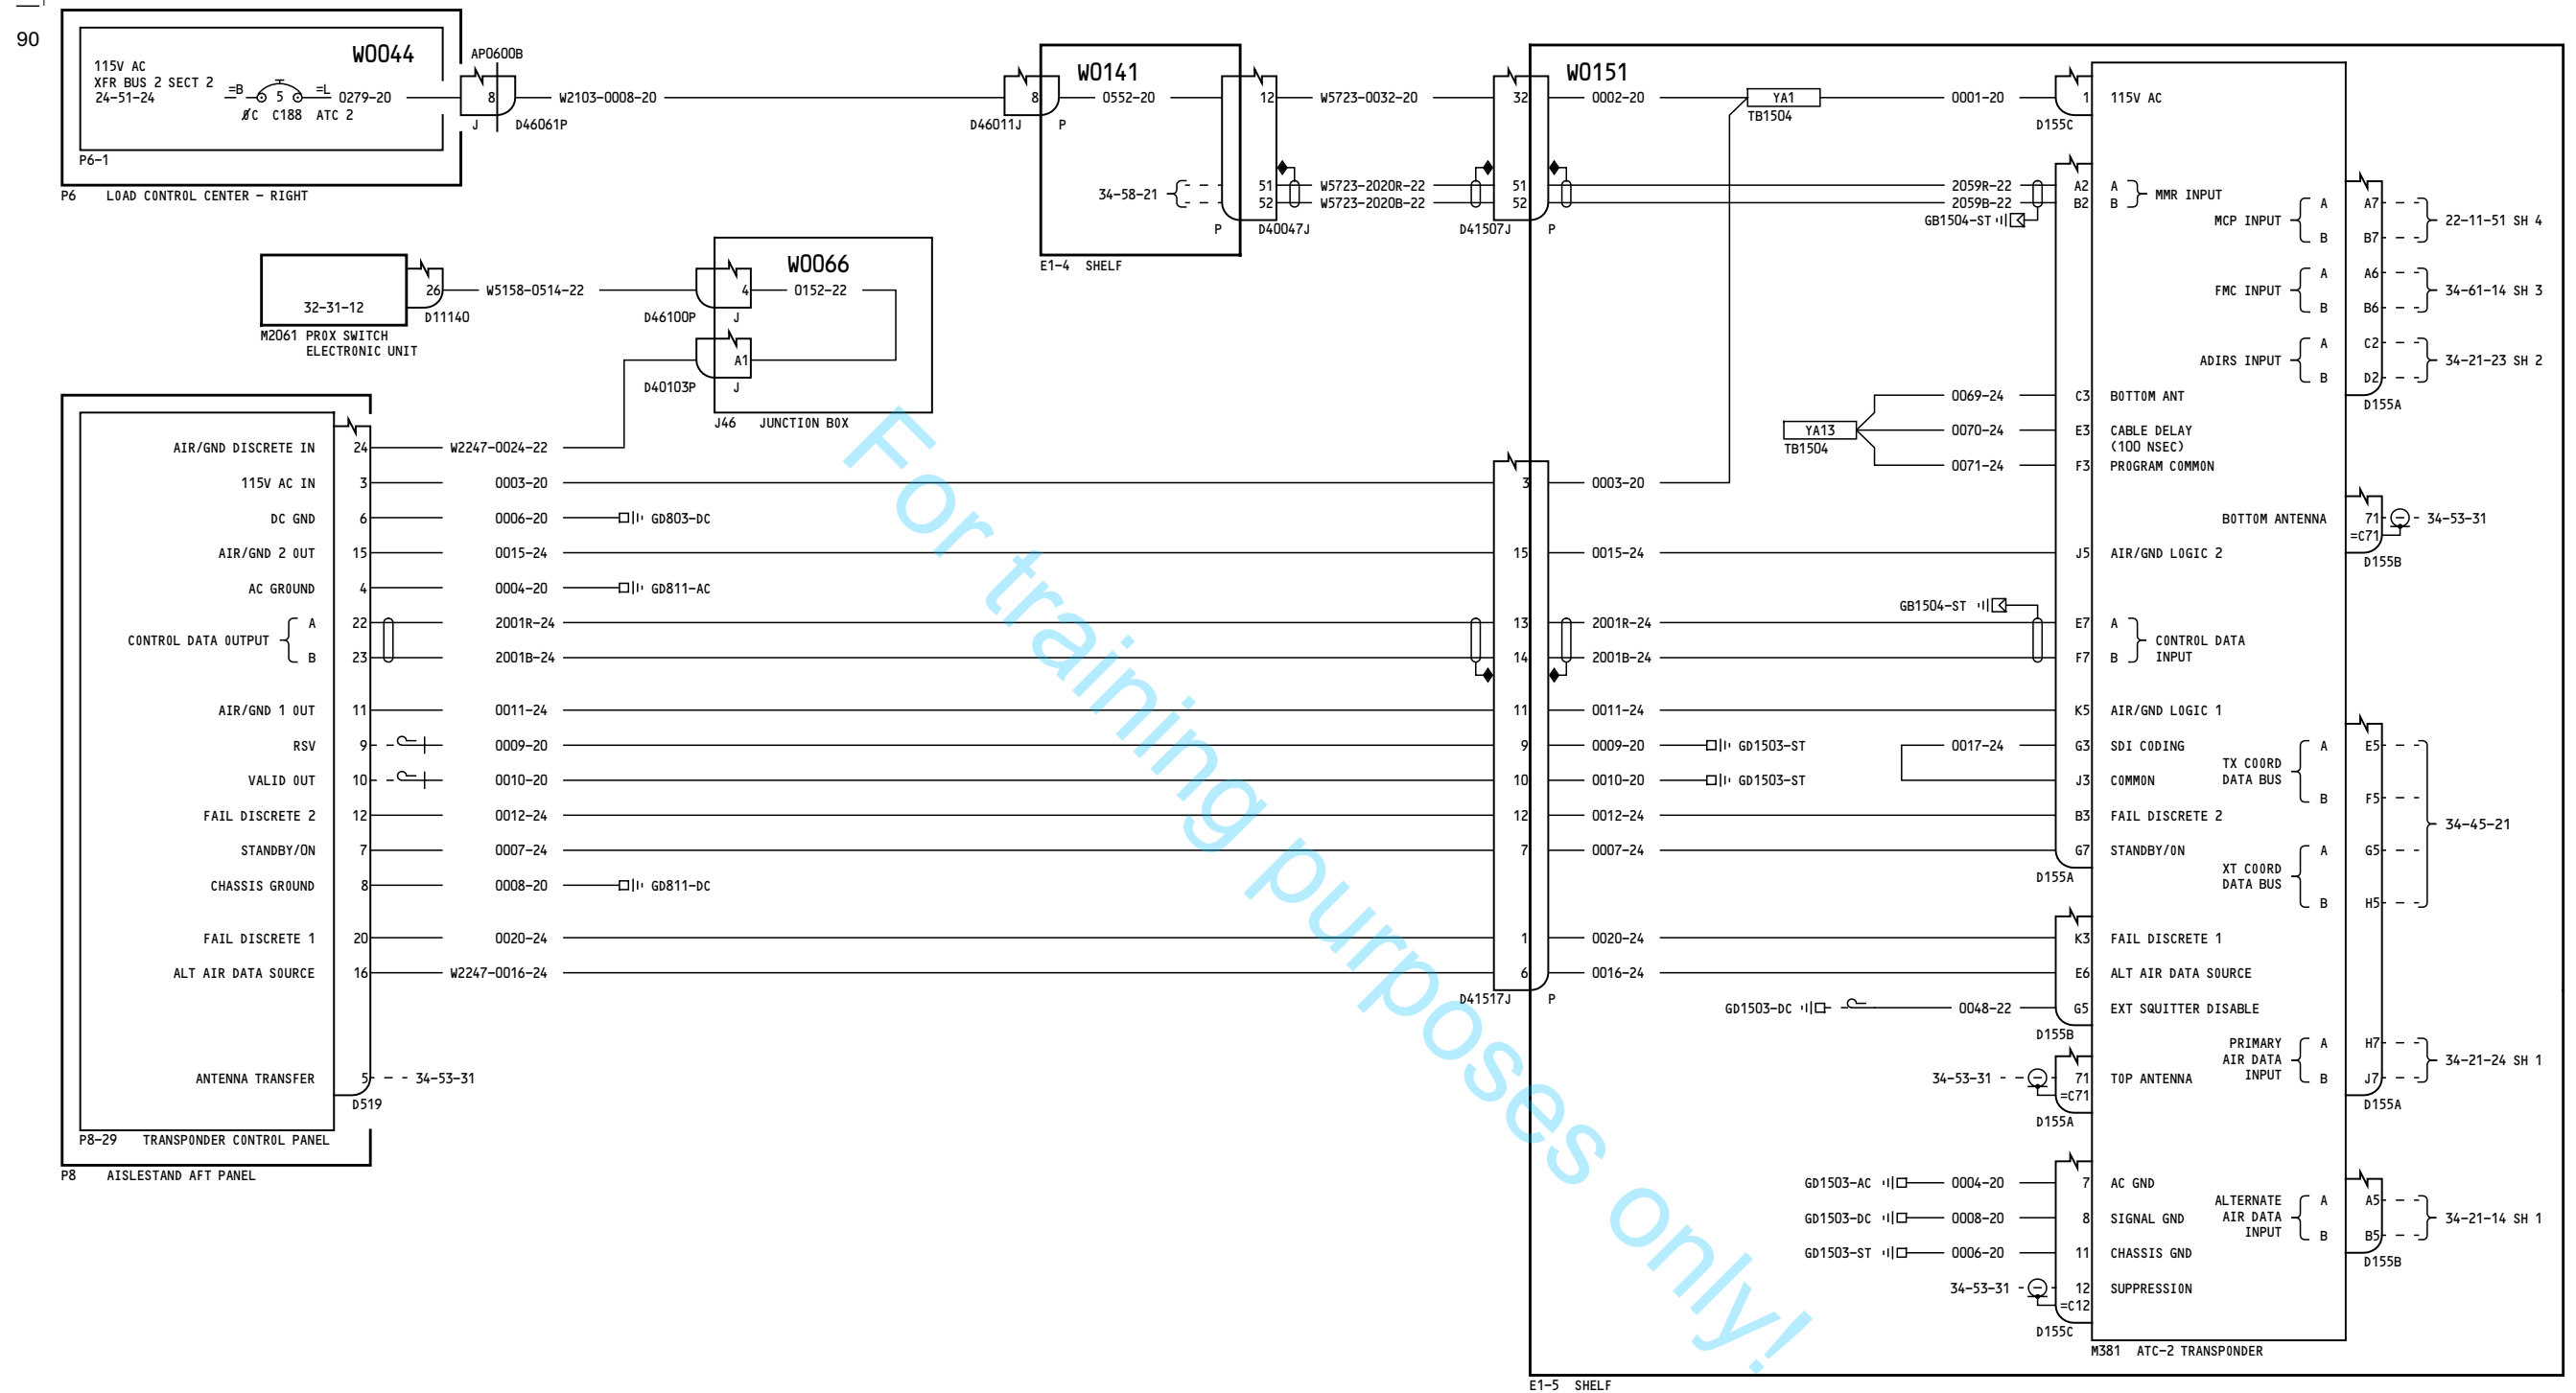 90
W0044
115V AC
XFR BUS 2 SECT 2
24-51-24
=B
5
=L
0279-20
C
C188
ATC 2
P6-1
P6 LOAD CONTROL CENTER - RIGHT
AP0600B
8
J
D46061P
W2103-0008-20
8
D46011J
P
W0141
0552-20
12
W5723-0032-20
32
34-58-21
51
W5723-2020R-22
51
52
W5723-2020B-22
52
P
D40047J
D41507J
P
E1-4 SHELF
W0151
0002-20
YA1
TB1504
0001-20
1
115V AC
D155C
2059R-22
A2
A
2059B-22
B2
B
MMR INPUT
GB1504-ST
32-31-12
26
D11140
M2061 PROX SWITCH
ELECTRONIC UNIT
W5158-0514-22
W0066
4
0152-22
D46100P
J
A1
D40103P
J
J46 JUNCTION BOX
MCP INPUT
A
A7
B
B7
22-11-51 SH 4
FMC INPUT
A
A6
B
B6
34-61-14 SH 3
ADIRS INPUT
A
C2
B
D2
34-21-23 SH 2
D155A
YA13
TB1504
0069-24
C3
BOTTOM ANT
0070-24
E3
CABLE DELAY
(100 NSEC)
0071-24
F3
PROGRAM COMMON
AIR/GND DISCRETE IN
24
W2247-0024-22
115V AC IN
3
0003-20
3
0003-20
DC GND
6
0006-20
GD803-DC
BOTTOM ANTENNA
71
34-53-31
=C71
D155B
AIR/GND 2 OUT
15
0015-24
15
0015-24
J5
AIR/GND LOGIC 2
AC GROUND
4
0004-20
GD811-AC
GB1504-ST
CONTROL DATA OUTPUT
A
22
2001R-24
13
2001R-24
E7
A
B
23
2001B-24
14
2001B-24
F7
B
CONTROL DATA
INPUT
AIR/GND 1 OUT
11
0011-24
11
0011-24
K5
AIR/GND LOGIC 1
RSV
9
0009-20
9
0009-20
GD1503-ST
0017-24
G3
SDI CODING
VALID OUT
10
0010-20
10
0010-20
GD1503-ST
J3
COMMON
FAIL DISCRETE 2
12
0012-24
12
0012-24
B3
FAIL DISCRETE 2
STANDBY/ON
7
0007-24
7
0007-24
G7
STANDBY/ON
D155A
CHASSIS GROUND
8
0008-20
GD811-DC
TX COORD
DATA BUS
A
E5
B
F5
XT COORD
DATA BUS
A
G5
B
H5
34-45-21
FAIL DISCRETE 1
20
0020-24
1
0020-24
K3
FAIL DISCRETE 1
ALT AIR DATA SOURCE
16
W2247-0016-24
6
0016-24
E6
ALT AIR DATA SOURCE
D41517J
P
GD1503-DC
0048-22
G5
EXT SQUITTER DISABLE
D155B
ANTENNA TRANSFER
5
34-53-31
D519
P8-29 TRANSPONDER CONTROL PANEL
P8 AISLESTAND AFT PANEL
34-53-31
71
TOP ANTENNA
=C71
D155A
PRIMARY
AIR DATA
INPUT
A
H7
B
J7
34-21-24 SH 1
D155A
GD1503-AC
0004-20
7
AC GND
GD1503-DC
0008-20
8
SIGNAL GND
GD1503-ST
0006-20
11
CHASSIS GND
34-53-31
12
SUPPRESSION
=C12
D155C
ALTERNATE
AIR DATA
INPUT
A
A5
B
B5
34-21-14 SH 1
D155B
M381 ATC-2 TRANSPONDER
E1-5 SHELF
For training purposes only!